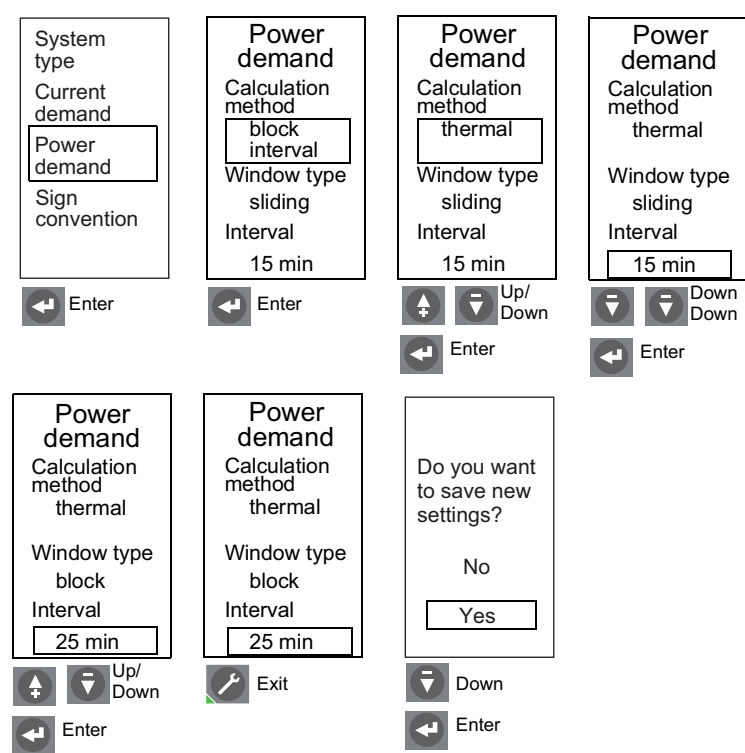 System
type
Current
demand
Power
demand
Sign
convention
Enter
Power
demand
Calculation
method
block
interval
Window type
sliding
Interval
15 min
Enter
Power
demand
Calculation
method
thermal
Window type
sliding
Interval
15 min
Up/
Down
Enter
Power
demand
Calculation
method
thermal
Window type
sliding
Interval
15 min
Down
Down
Enter
Power
demand
Calculation
method
thermal
Window type
block
Interval
25 min
Up/
Down
Enter
Power
demand
Calculation
method
thermal
Window type
block
Interval
25 min
Exit
Do you want
to save new
settings?
No
Yes
Down
Enter